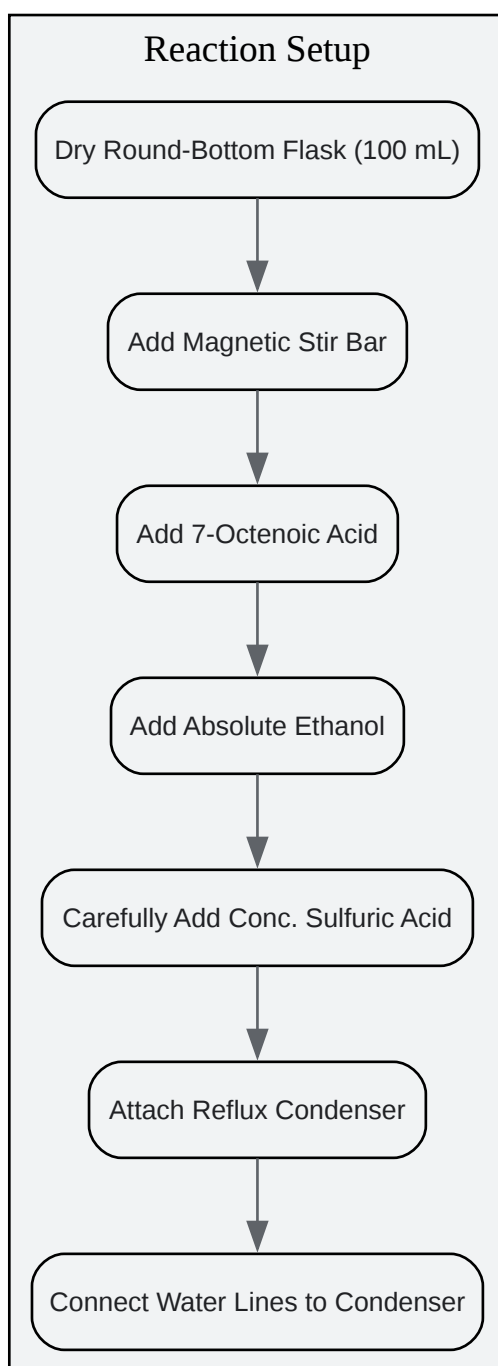 Reaction Setup
Dry Round-Bottom Flask (100 mL)
Add Magnetic Stir Bar
Add 7-Octenoic Acid
Add Absolute Ethanol
Carefully Add Conc. Sulfuric Acid
Attach Reflux Condenser
Connect Water Lines to Condenser